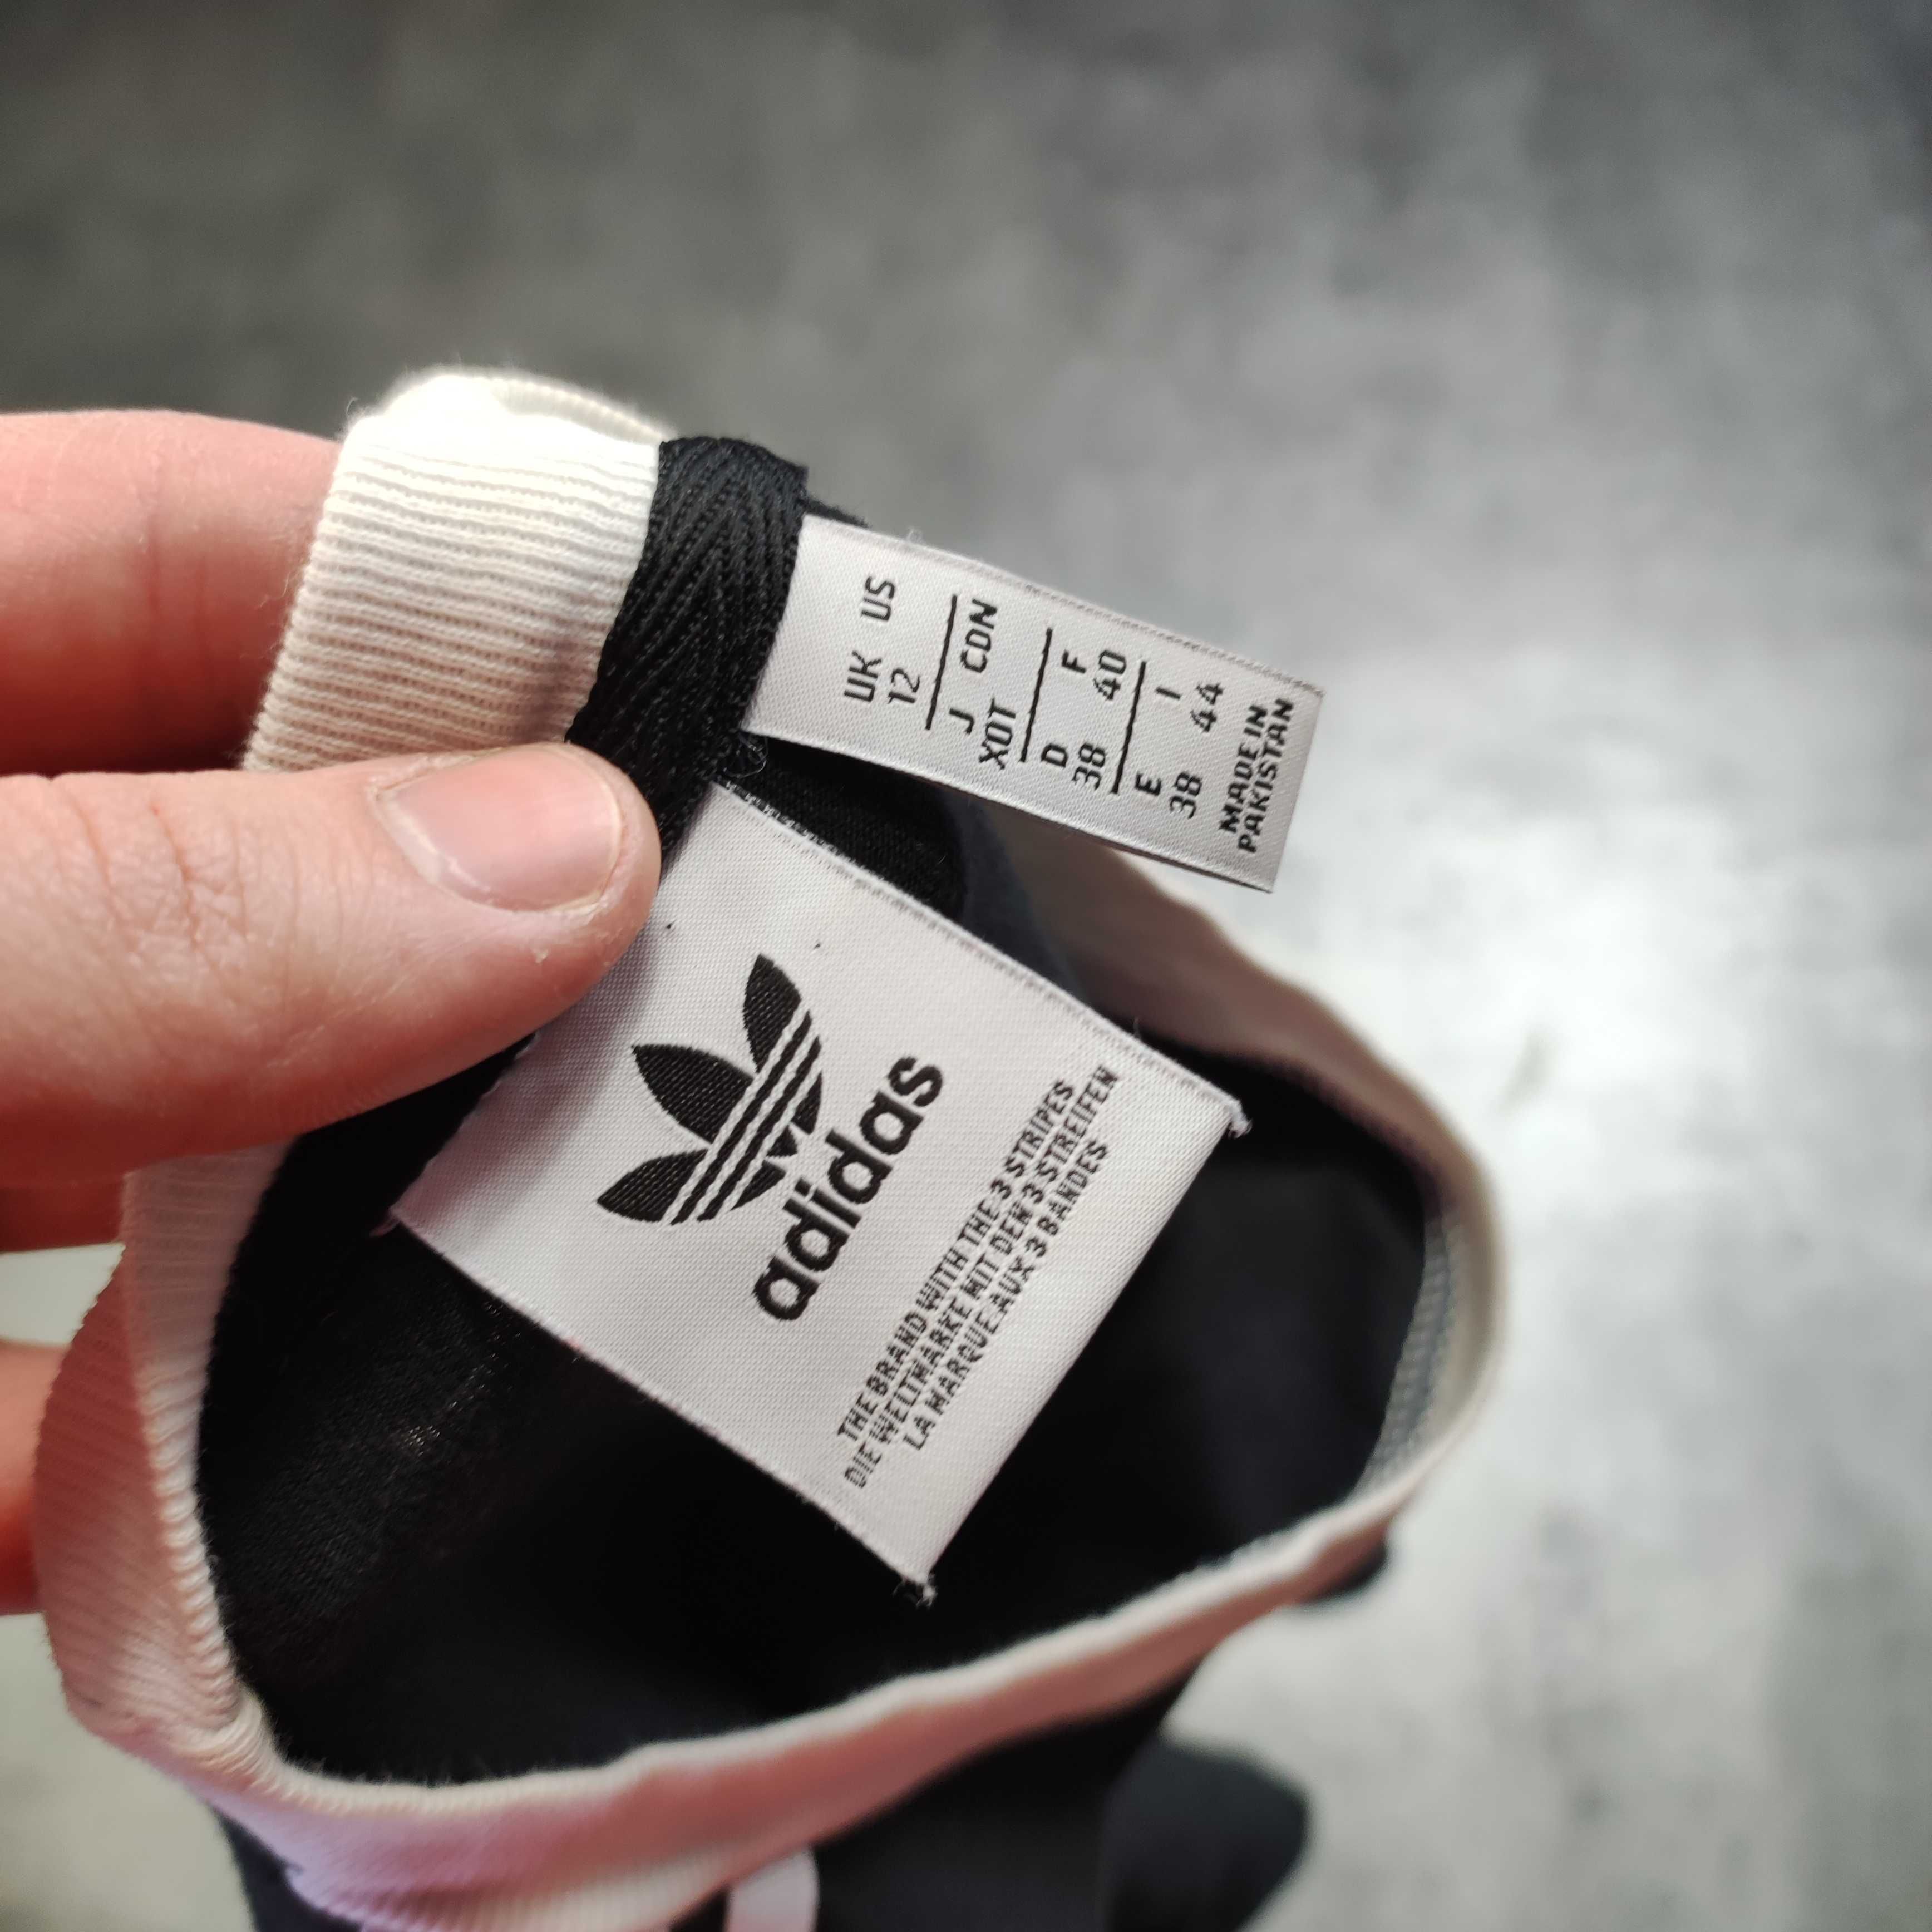 UK US
12
J CDN
XOT
D F
38 40
E I
38 44
MADE IN
PAKISTAN
adidas
THE BRAND WITH THE 3 STRIPES
DIE WELTMARKE MIT DEN 3 STREIFEN
LA MARQUE AUX 3 BANDES